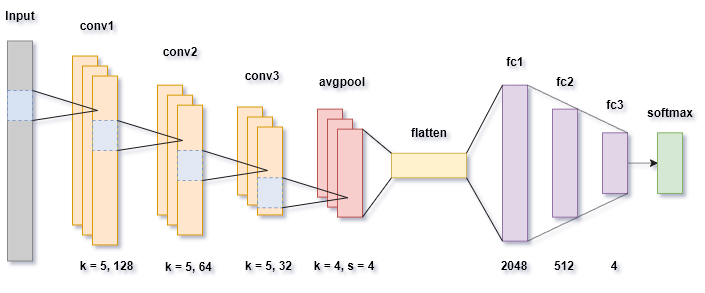 Input
conv1
conv2
conv3
avgpool
flatten
fc1
fc2
fc3
softmax
k = 5, 128
k = 5, 64
k = 5, 32
k = 4, s = 4
2048
512
4